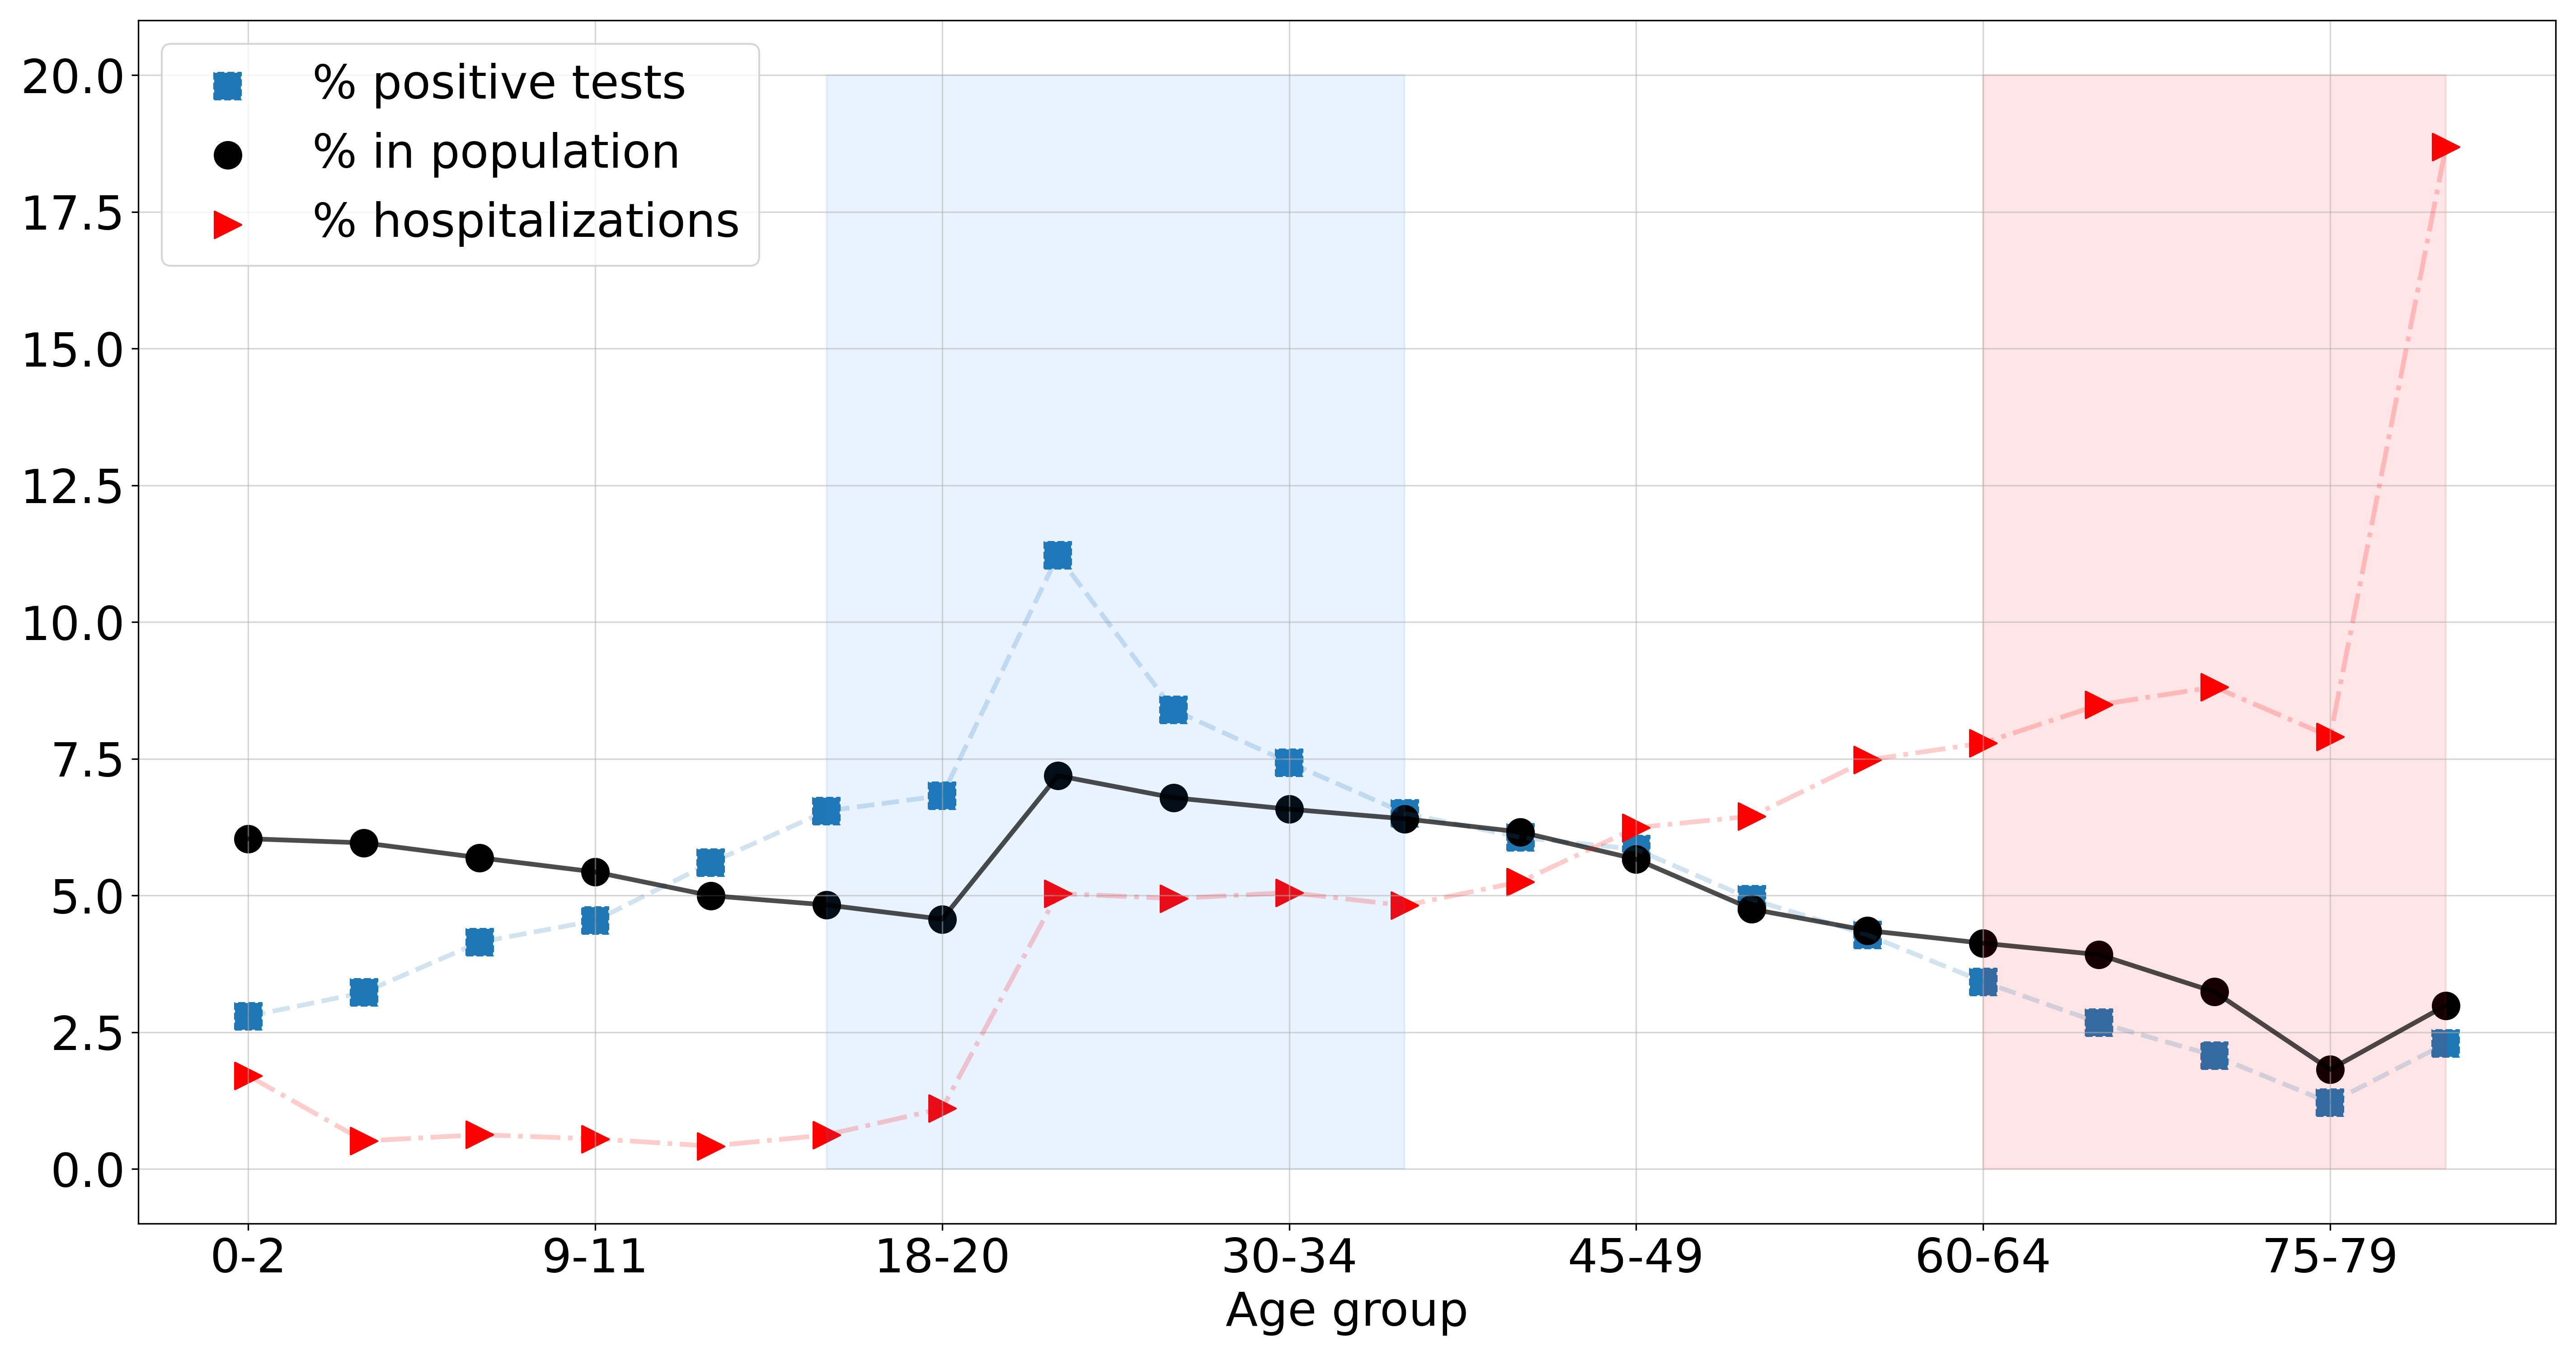 20.0
17.5
15.0
12.5
10.0
7.5
5.0
2.5
0.0
% positive tests
% in population
% hospitalizations
0-2 9-11 18-20 30-34 45-49 60-64 75-79
Age group